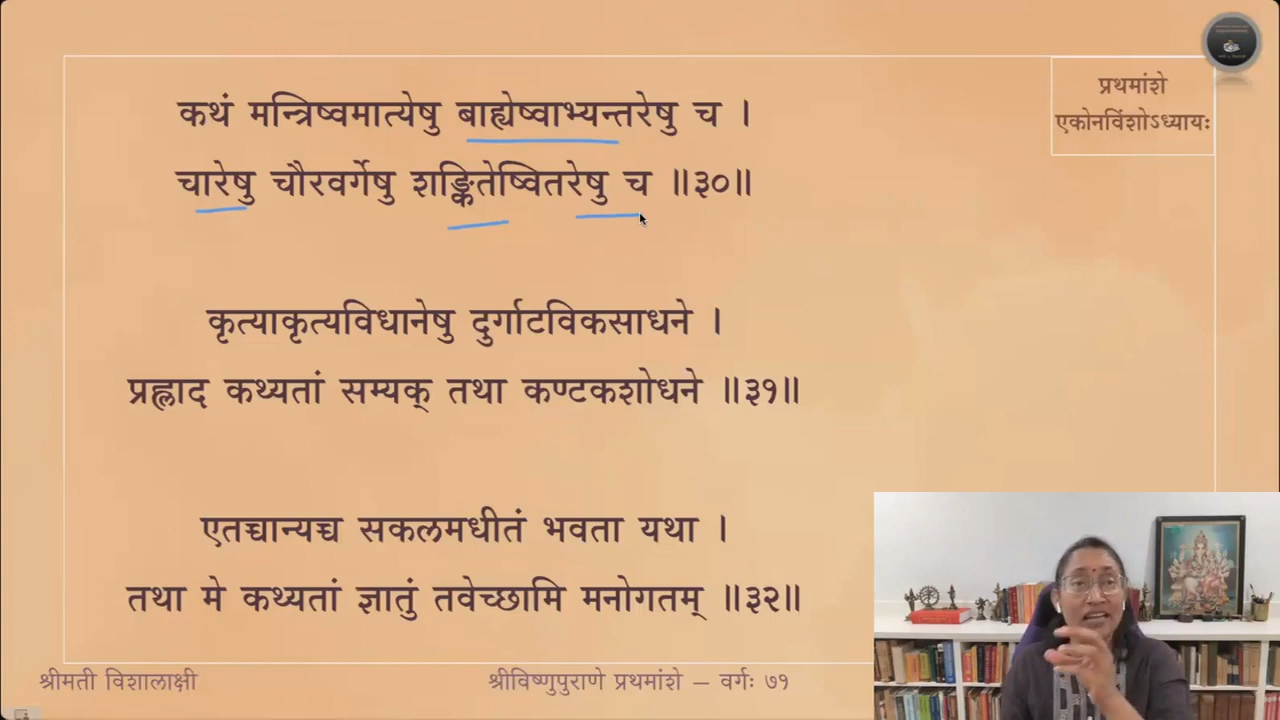 प्रथमांशे
एकोनविंशोऽध्यायः
कथं मन्त्रिष्वमात्येषु बाह्येष्वाभ्यन्तरेषु च ।
चारेषु चौरवर्गेषु शङ्कितेष्वितरेषु च ॥३०॥
कृत्याकृत्यविधानेषु दुर्गाटविकसाधने ।
प्रह्लाद कथ्यतां सम्यक् तथा कण्टकशोधने ॥३१॥
एतच्चान्यच्च सकलमधीतं भवता यथा ।
तथा मे कथ्यतां ज्ञातुं तवेच्छामि मनोगतम् ॥३२॥
श्रीमती विशालाक्षी
श्रीविष्णुपुराणे प्रथमांशे – वर्गः ७१